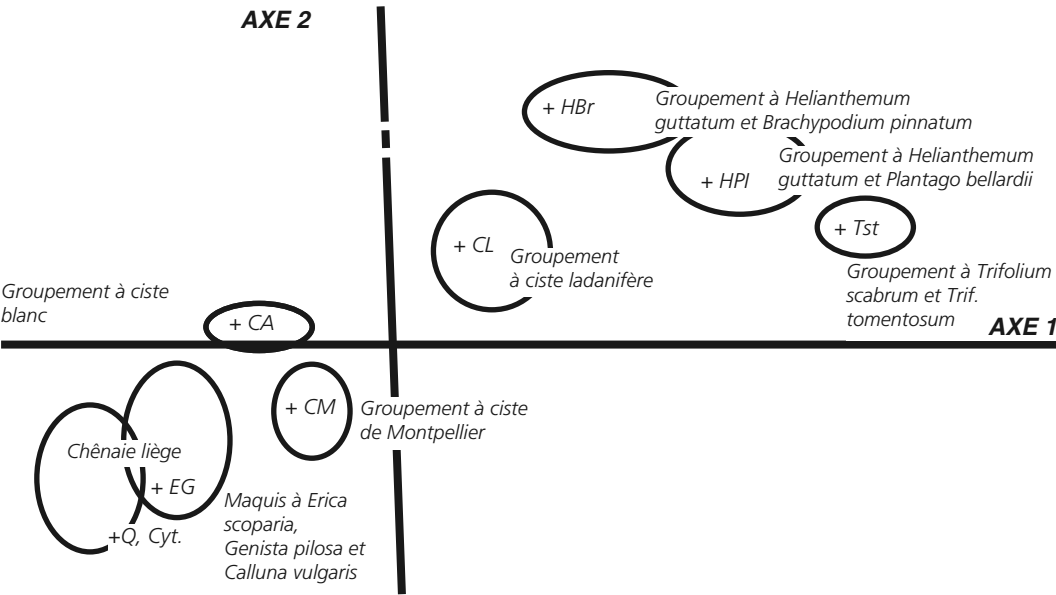 AXE 2
+ HBr
Groupement à Helianthemum
guttatum et Brachypodium pinnatum
Groupement à Helianthemum
guttatum et Plantago bellardii
+ HPl
+ Tst
+ CL
Groupement
à ciste ladanifère
Groupement à Trifolium
scabrum et Trif.
tomentosum
AXE 1
Groupement à ciste
blanc
+ CA
+ CM
Groupement à ciste
de Montpellier
Chênaie liège
+ EG
+Q, Cyt.
Maquis à Erica
scoparia,
Genista pilosa et
Calluna vulgaris